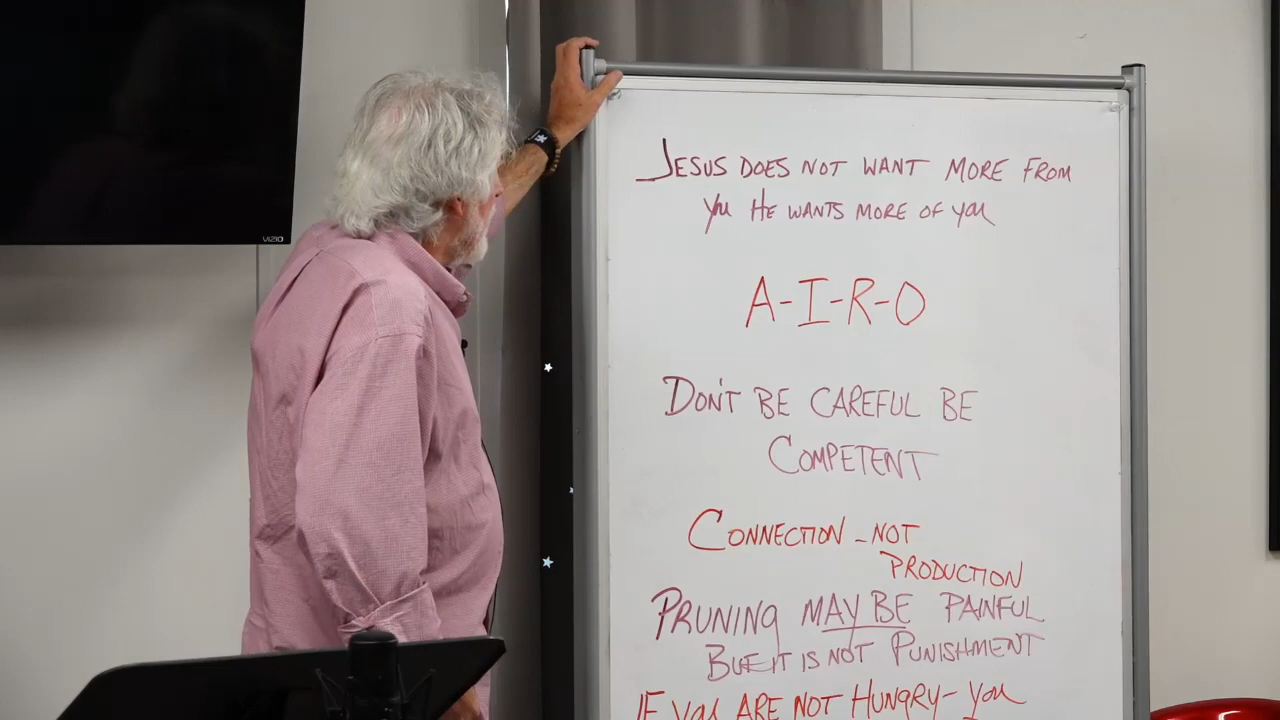 VIZIO
JESUS DOES NOT WANT MORE FROM
YOU HE WANTS MORE OF YOU
A-I-R-O
DON'T BE CAREFUL BE
COMPETENT
CONNECTION - NOT
PRODUCTION
PRUNING MAY BE PAINFUL
BUT IT IS NOT PUNISHMENT
IF YOU ARE NOT HUNGRY - YOU